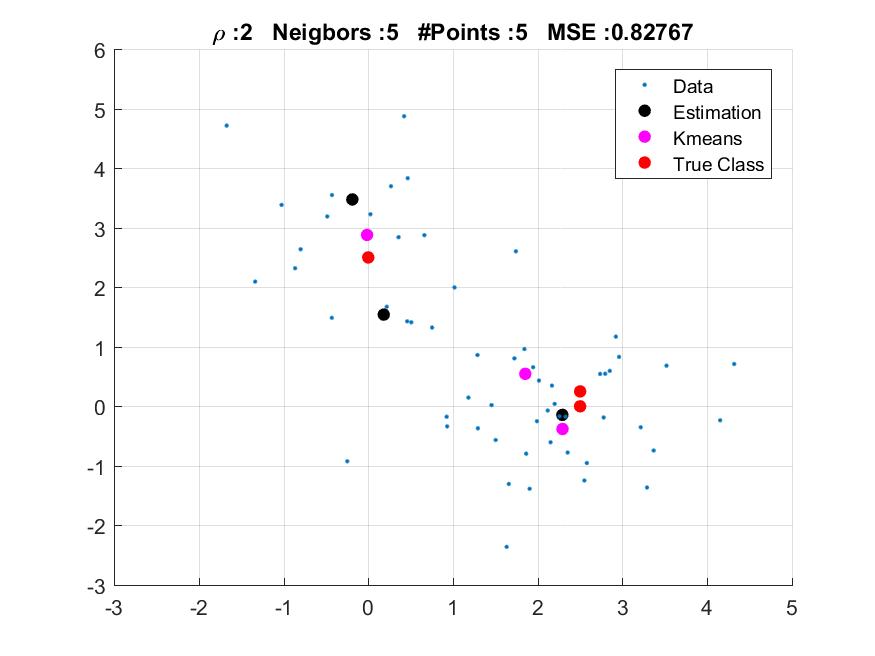 ρ :2 Neigbors :5 #Points :5 MSE :0.82767
6
5
4
3
2
1
0
-1
-2
-3
-3 -2 -1 0 1 2 3 4 5
Data
Estimation
Kmeans
True Class